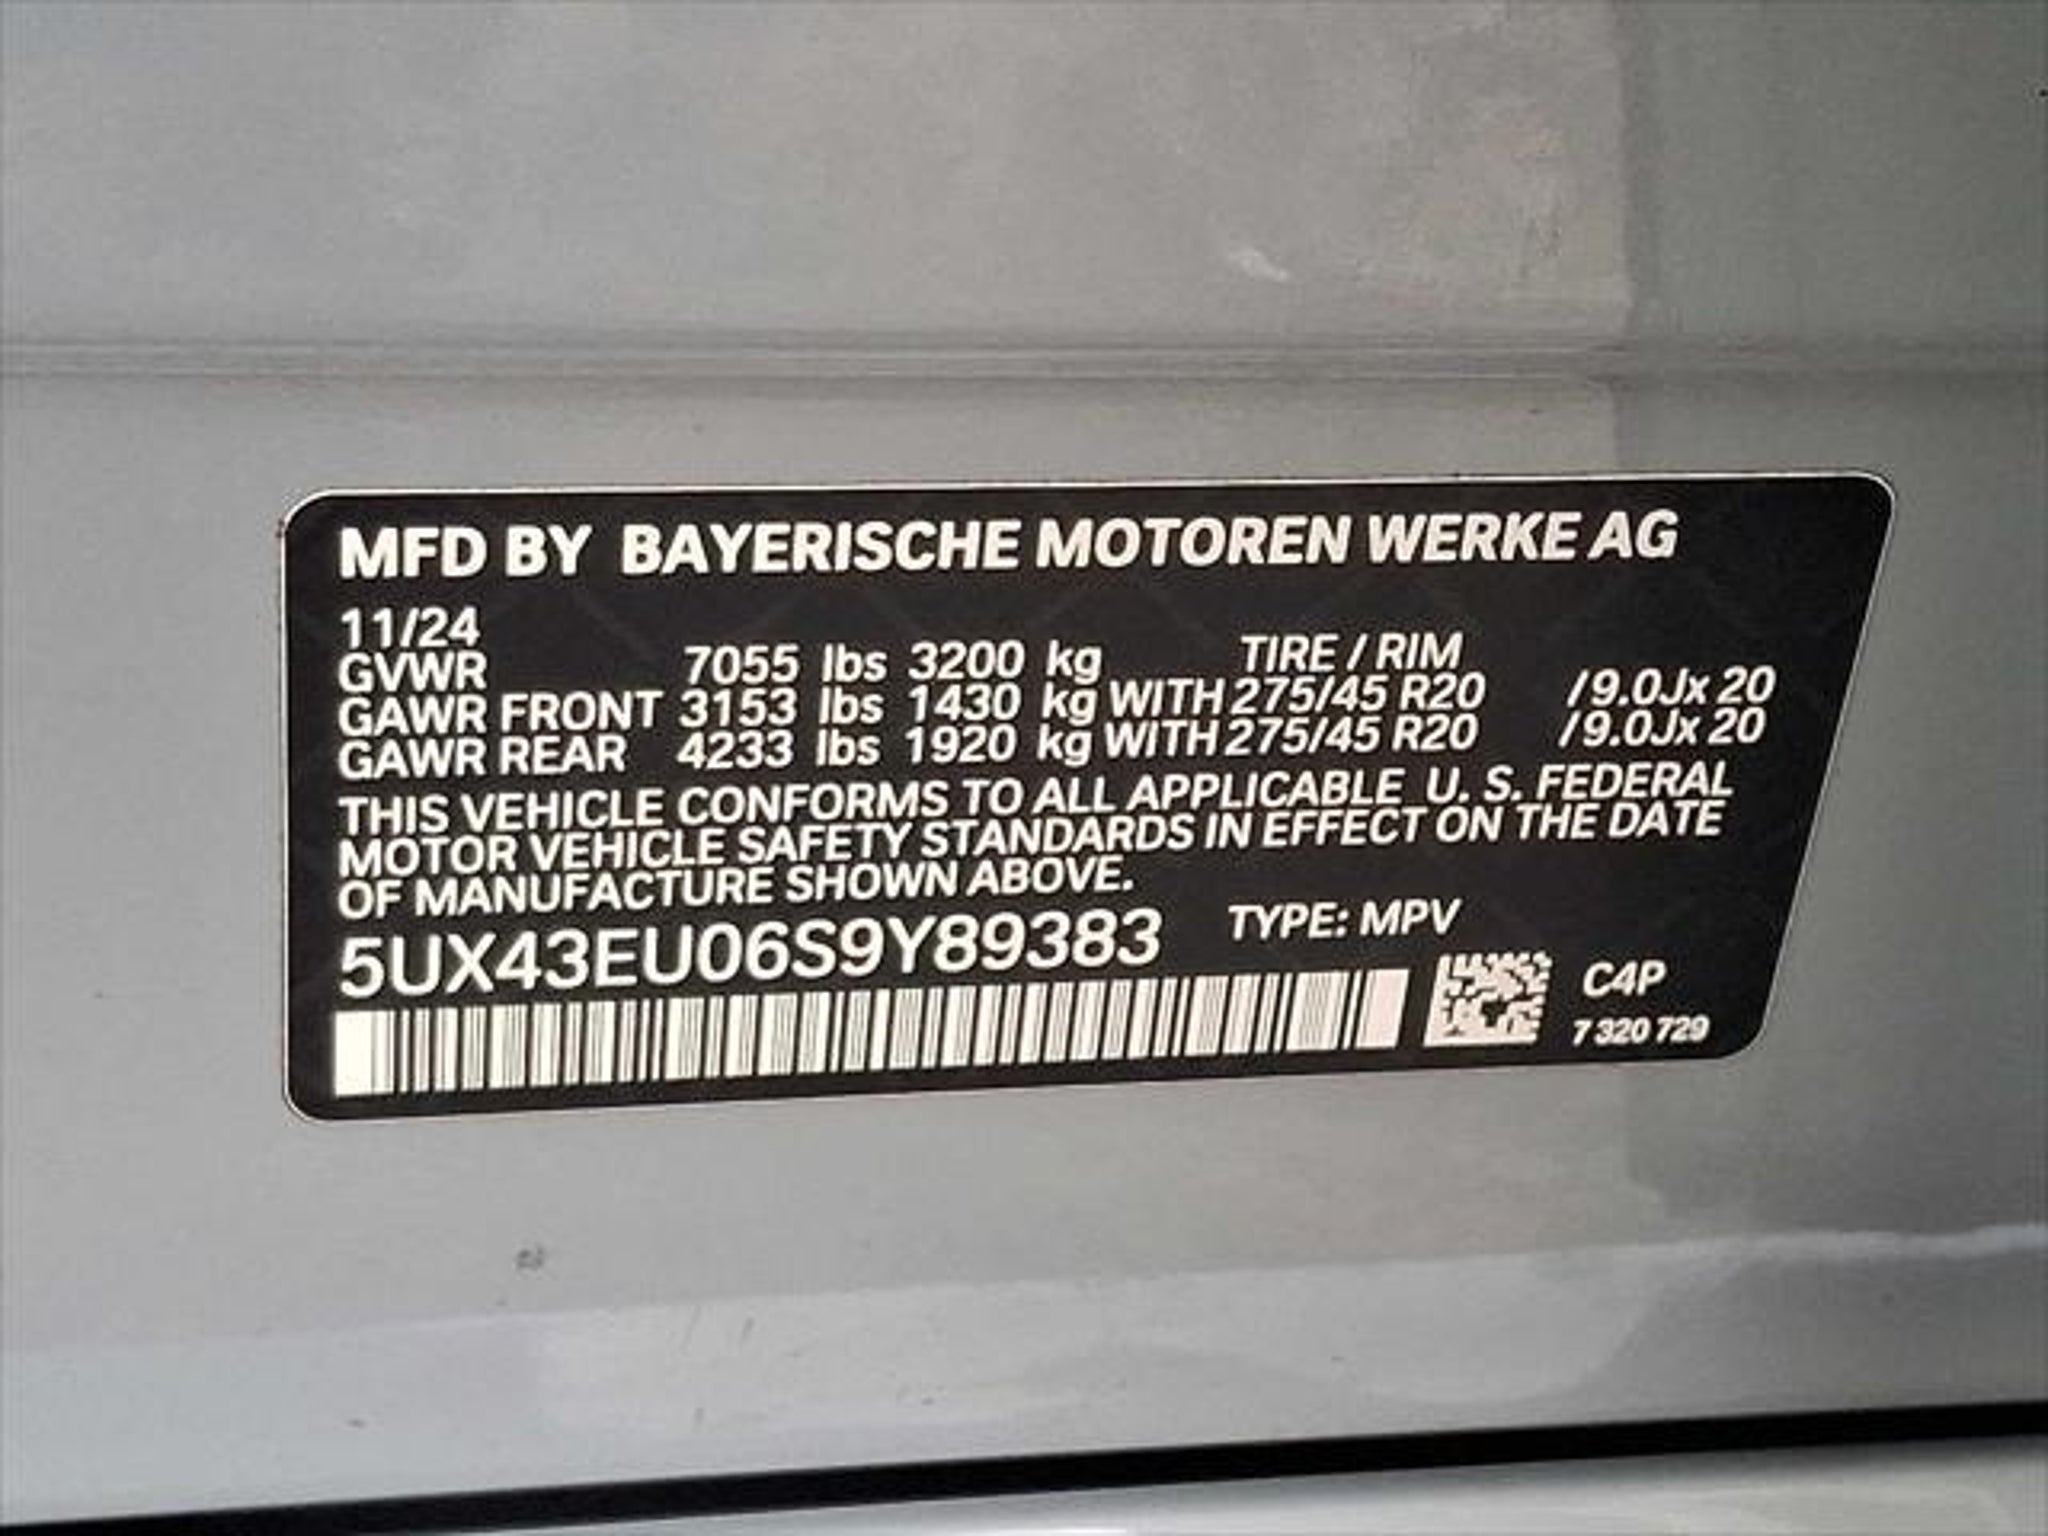 MFD BY BAYERISCHE MOTOREN WERKE AG
11/24
GVWR 7055 lbs 3200 kg TIRE / RIM
GAWR FRONT 3153 lbs 1430 kg WITH 275/45 R20 /9.0Jx 20
GAWR REAR 4233 lbs 1920 kg WITH 275/45 R20 /9.0Jx 20
THIS VEHICLE CONFORMS TO ALL APPLICABLE U. S. FEDERAL
MOTOR VEHICLE SAFETY STANDARDS IN EFFECT ON THE DATE
OF MANUFACTURE SHOWN ABOVE.
5UX43EU06S9Y89383 TYPE: MPV
C4P
7 320 729